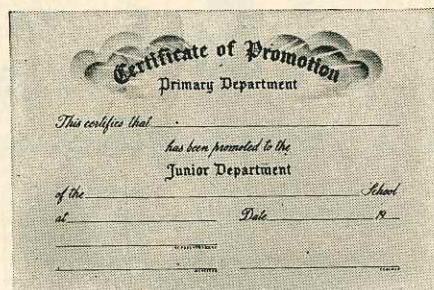 Certificate of Promotion
Primary Department
This certifies that
has been promoted to the
Junior Department
of the School
at Date 19